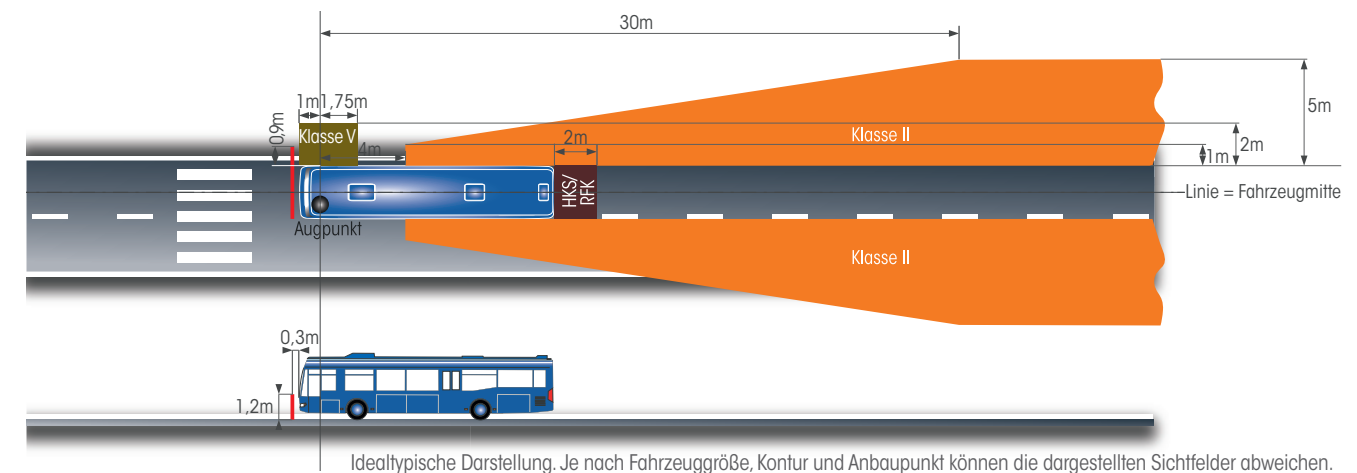 30m
1m 1,75m
5m
0,9m
Klasse V
Klasse II
2m
2m
4m
1m
HKS/
RFK
Linie = Fahrzeugmitte
Augpunkt
Klasse II
0,3m
1,2m
Idealtypische Darstellung. Je nach Fahrzeuggröße, Kontur und Anbaupunkt können die dargestellten Sichtfelder abweichen.